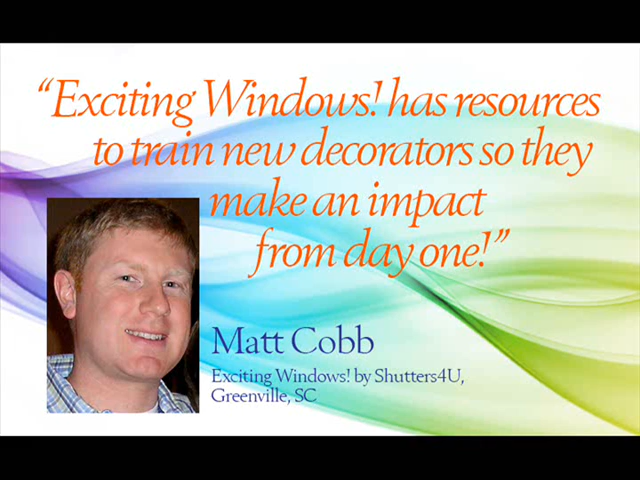 “Exciting Windows! has resources
to train new decorators so they
make an impact
from day one!”
Matt Cobb
Exciting Windows! by Shutters4U,
Greenville, SC